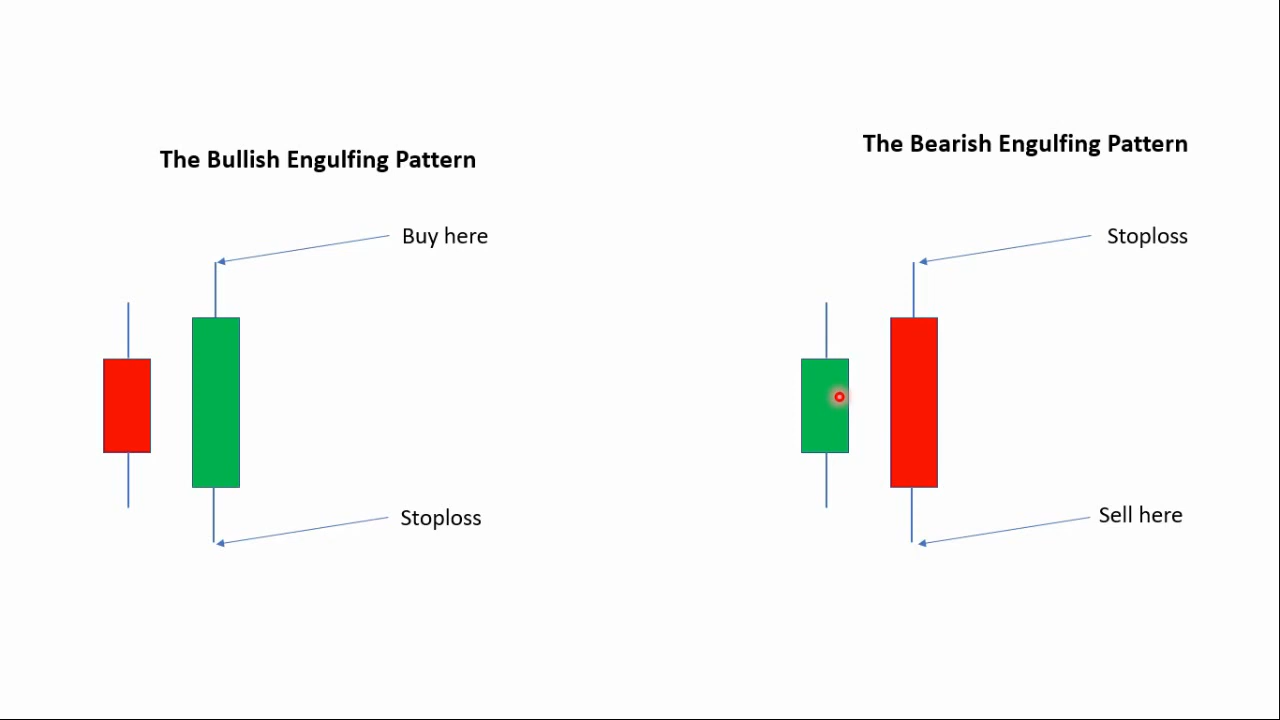 The Bullish Engulfing Pattern
Buy here
Stoploss
The Bearish Engulfing Pattern
Stoploss
Sell here